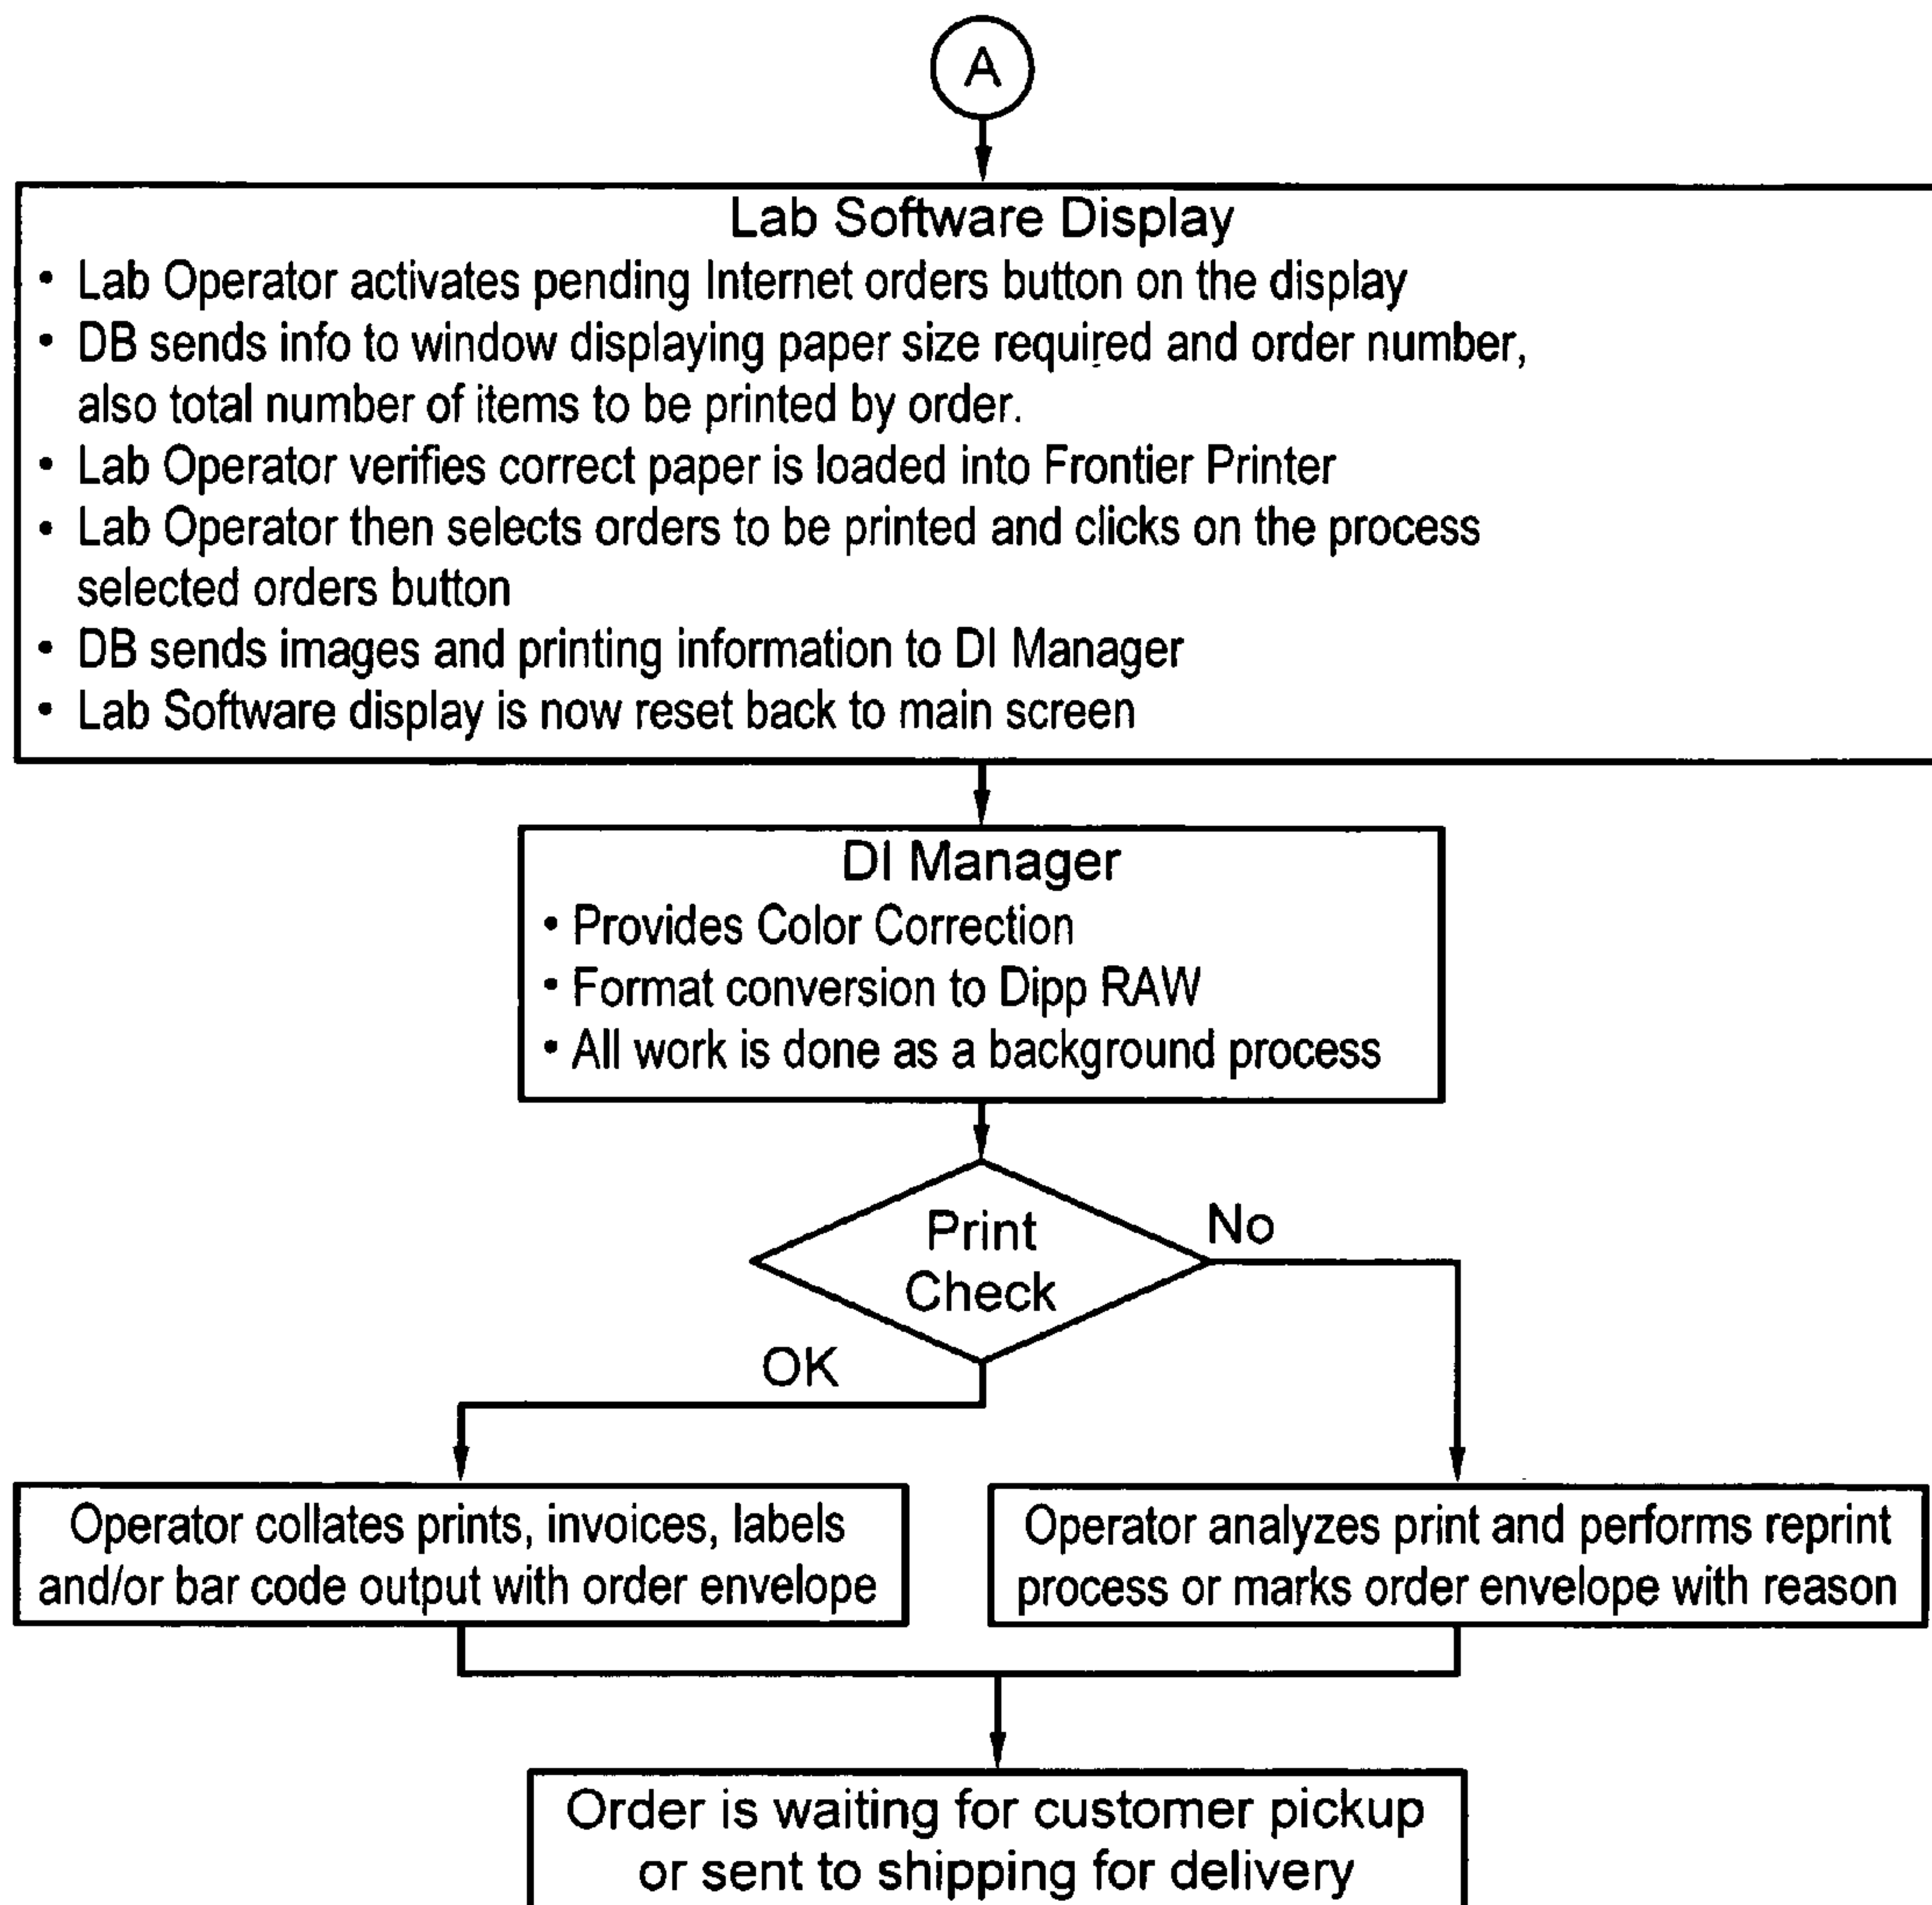 A
Lab Software Display
• Lab Operator activates pending Internet orders button on the display
• DB sends info to window displaying paper size required and order number,
also total number of items to be printed by order.
• Lab Operator verifies correct paper is loaded into Frontier Printer
• Lab Operator then selects orders to be printed and clicks on the process
selected orders button
• DB sends images and printing information to DI Manager
• Lab Software display is now reset back to main screen
DI Manager
• Provides Color Correction
• Format conversion to Dipp RAW
• All work is done as a background process
Print
Check
No
OK
Operator collates prints, invoices, labels
and/or bar code output with order envelope
Operator analyzes print and performs reprint
process or marks order envelope with reason
Order is waiting for customer pickup
or sent to shipping for delivery